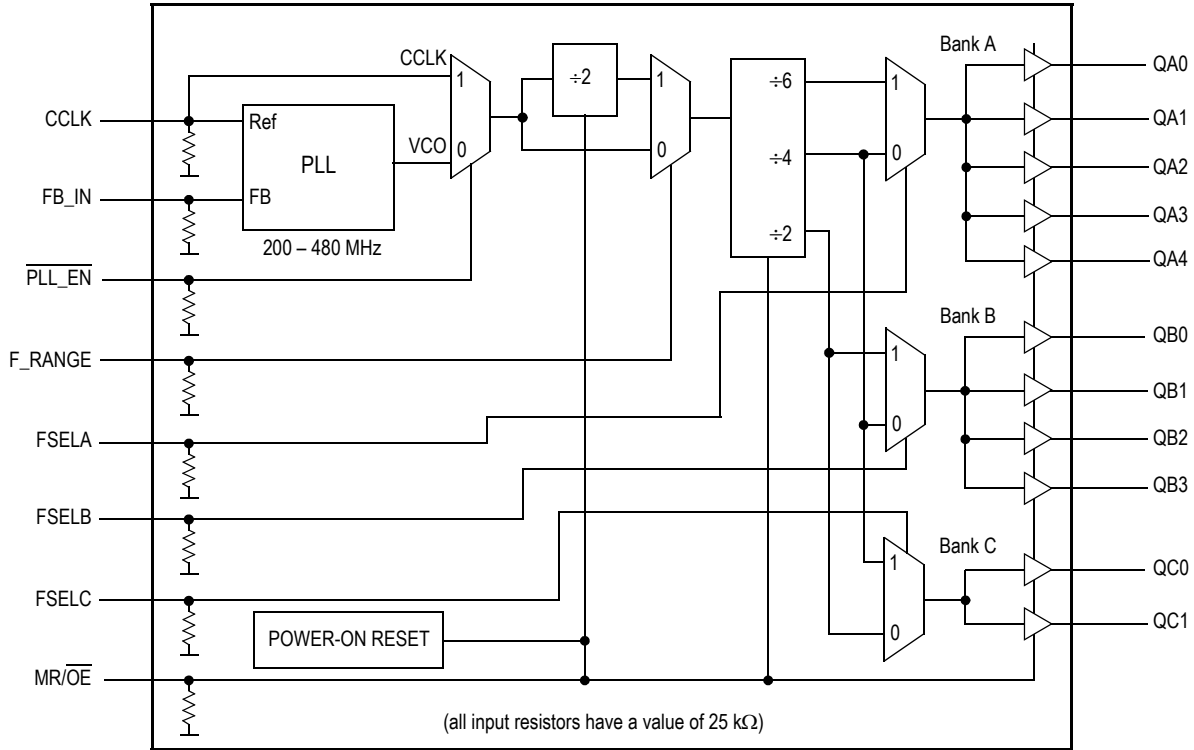 CCLK
FB_IN
PLL_EN
F_RANGE
FSELA
FSELB
FSELC
MR/OE
Ref
FB
PLL
200 – 480 MHz
CCLK
VCO
1
0
÷2
1
0
÷6
÷4
÷2
1
0
1
0
1
0
Bank A
QA0
QA1
QA2
QA3
QA4
Bank B
QB0
QB1
QB2
QB3
Bank C
QC0
QC1
POWER-ON RESET
(all input resistors have a value of 25 kΩ)